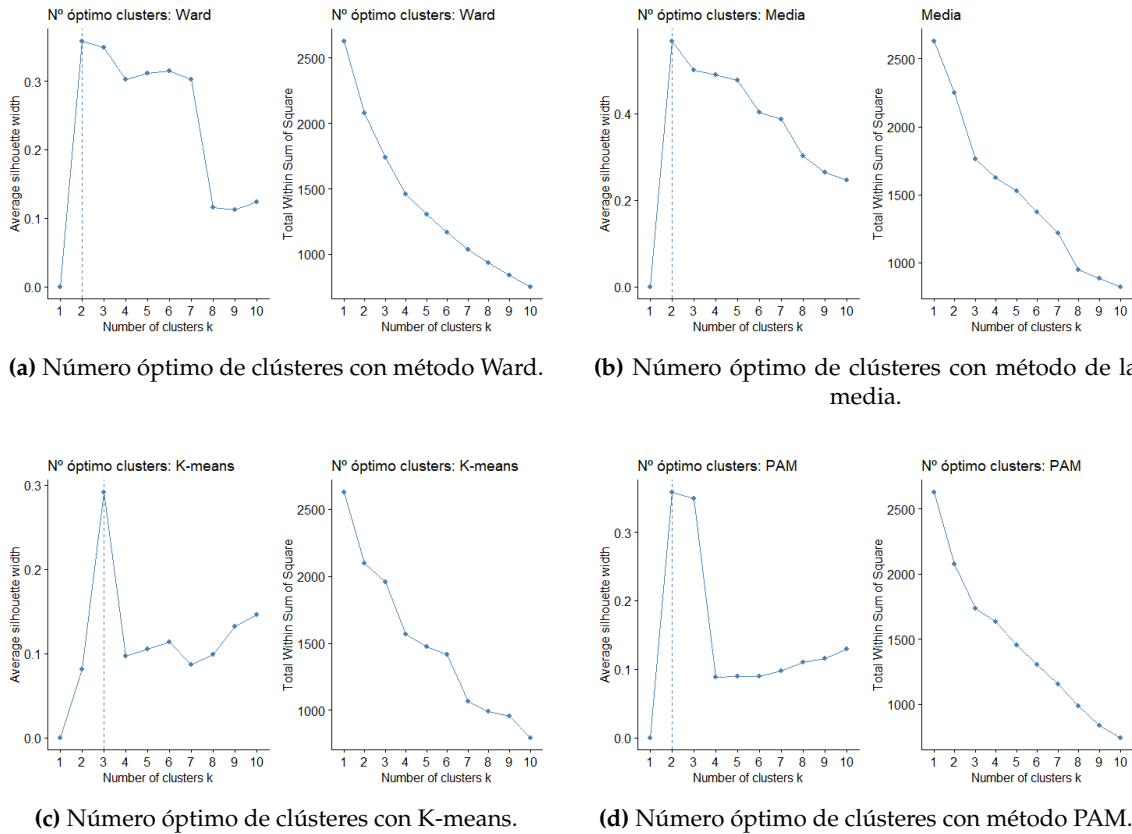 Nº óptimo clusters: Ward
Average silhouette width
0.3
0.2
0.1
0.0
1 2 3 4 5 6 7 8 9 10
Number of clusters k
Nº óptimo clusters: Ward
Total Within Sum of Square
2500
2000
1500
1000
1 2 3 4 5 6 7 8 9 10
Number of clusters k
(a) Número óptimo de clústeres con método Ward.
Nº óptimo clusters: Media
Average silhouette width
0.4
0.2
0.0
1 2 3 4 5 6 7 8 9 10
Number of clusters k
Media
Total Within Sum of Square
2500
2000
1500
1000
1 2 3 4 5 6 7 8 9 10
Number of clusters k
(b) Número óptimo de clústeres con método de la
media.
Nº óptimo clusters: K-means
Average silhouette width
0.3
0.2
0.1
0.0
1 2 3 4 5 6 7 8 9 10
Number of clusters k
Nº óptimo clusters: K-means
Total Within Sum of Square
2500
2000
1500
1000
1 2 3 4 5 6 7 8 9 10
Number of clusters k
(c) Número óptimo de clústeres con K-means.
Nº óptimo clusters: PAM
Average silhouette width
0.3
0.2
0.1
0.0
1 2 3 4 5 6 7 8 9 10
Number of clusters k
Nº óptimo clusters: PAM
Total Within Sum of Square
2500
2000
1500
1000
1 2 3 4 5 6 7 8 9 10
Number of clusters k
(d) Número óptimo de clústeres con método PAM.